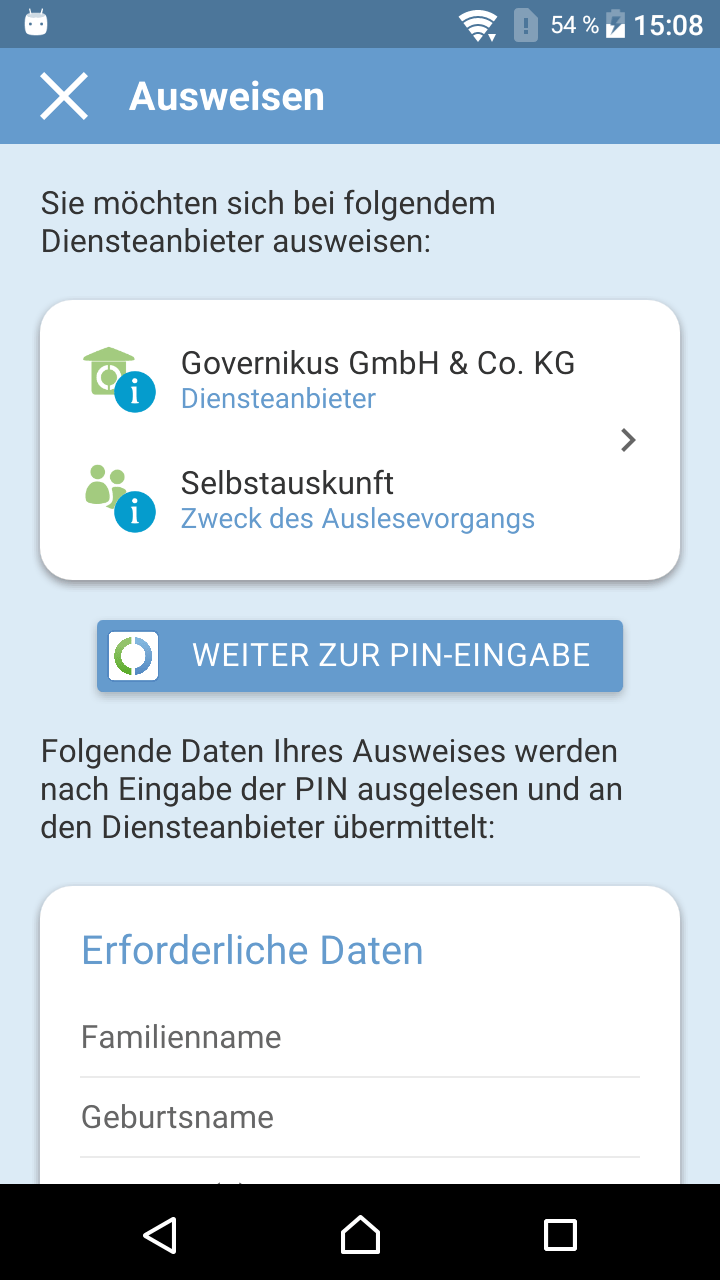 54 % 15:08
Ausweisen
Sie möchten sich bei folgendem
Diensteanbieter ausweisen:
Governikus GmbH & Co. KG
Diensteanbieter
Selbstauskunft
Zweck des Auslesevorgangs
WEITER ZUR PIN-EINGABE
Folgende Daten Ihres Ausweises werden
nach Eingabe der PIN ausgelesen und an
den Diensteanbieter übermittelt:
Erforderliche Daten
Familienname
Geburtsname